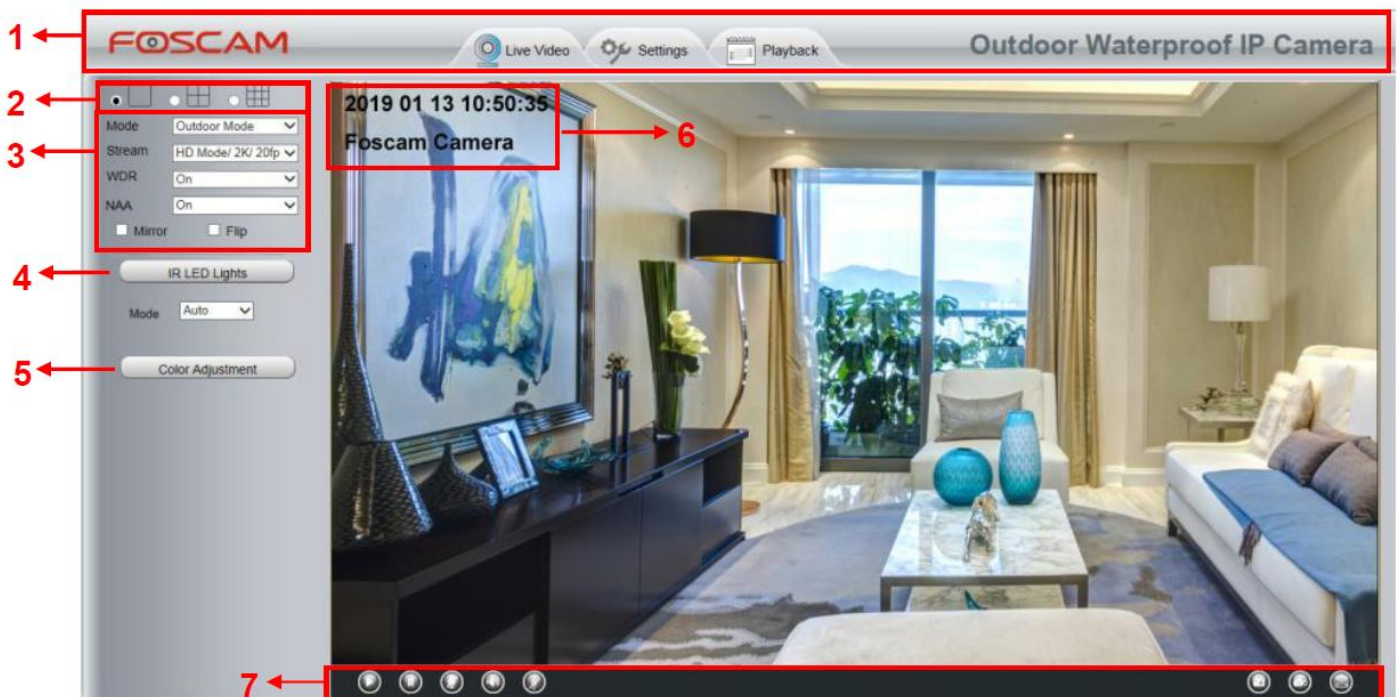 1
FOSCAM
Live Video
Settings
Playback
Outdoor Waterproof IP Camera
2
3
Mode
Outdoor Mode
Stream
HD Mode/ 2K/ 20fp
WDR
On
NAA
On
Mirror
Flip
4
IR LED Lights
Mode
Auto
5
Color Adjustment
2019 01 13 10:50:35
Foscam Camera
6
7